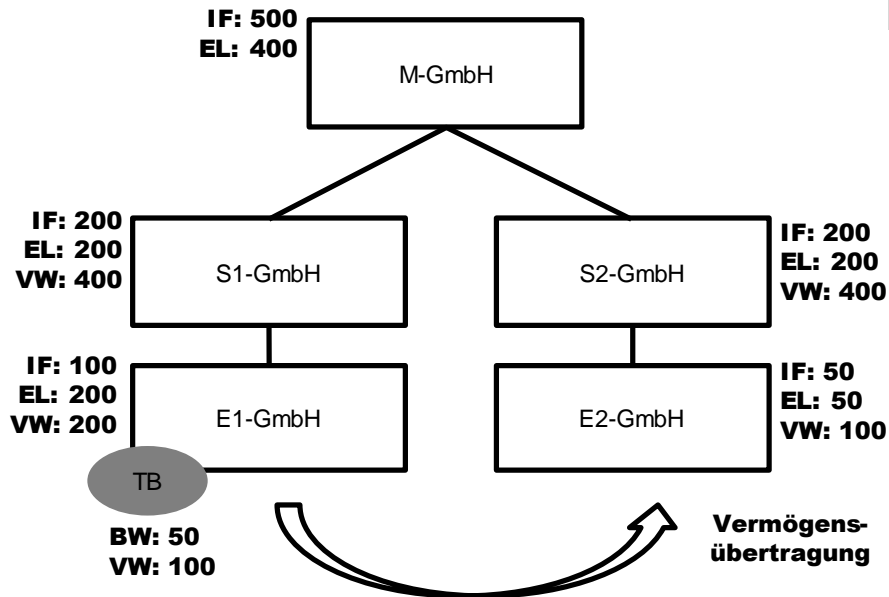 IF: 500
EL: 400
M-GmbH
IF: 200
EL: 200
VW: 400
S1-GmbH
S2-GmbH
IF: 200
EL: 200
VW: 400
IF: 100
EL: 200
VW: 200
E1-GmbH
E2-GmbH
IF: 50
EL: 50
VW: 100
TB
BW: 50
VW: 100
Vermögens-
übertragung